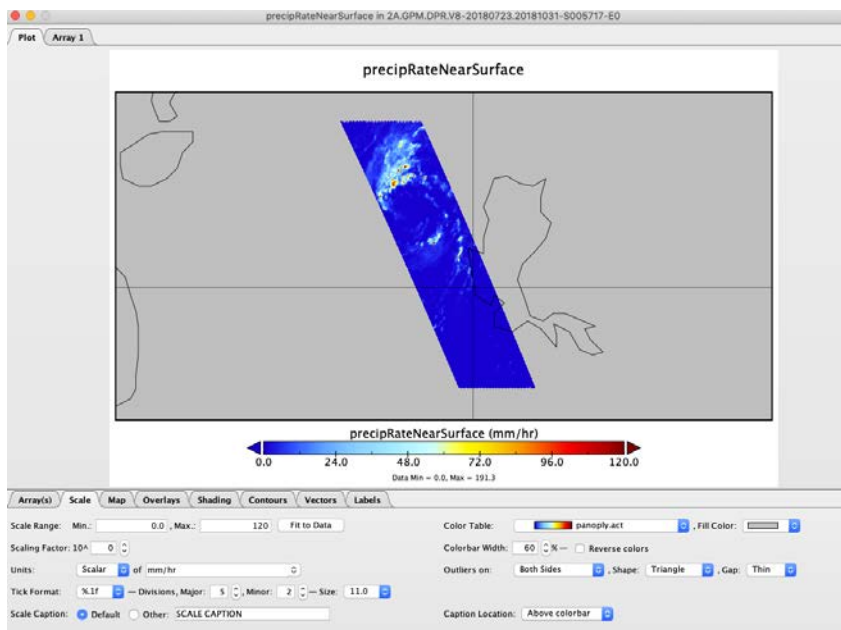 precipRateNearSurface in 2A.GPM.DPR.V8-20180723.20181031-S005717-E0
Plot Array 1
precipRateNearSurface
precipRateNearSurface (mm/hr)
0.0 24.0 48.0 72.0 96.0 120.0
Data Min = 0.0, Max = 191.3
Array(s) Scale Map Overlays Shading Contours Vectors Labels
Scale Range: Min.: 0.0 , Max.: 120 Fit to Data
Color Table: panoply.act , Fill Color:
Scaling Factor: 10^ 0
Colorbar Width: 60 % — Reverse colors
Units: Scalar of mm/hr
Outliers on: Both Sides , Shape: Triangle , Gap: Thin
Tick Format: %.1f — Divisions, Major: 5 , Minor: 2 — Size: 11.0
Scale Caption: Default Other: SCALE CAPTION
Caption Location: Above colorbar